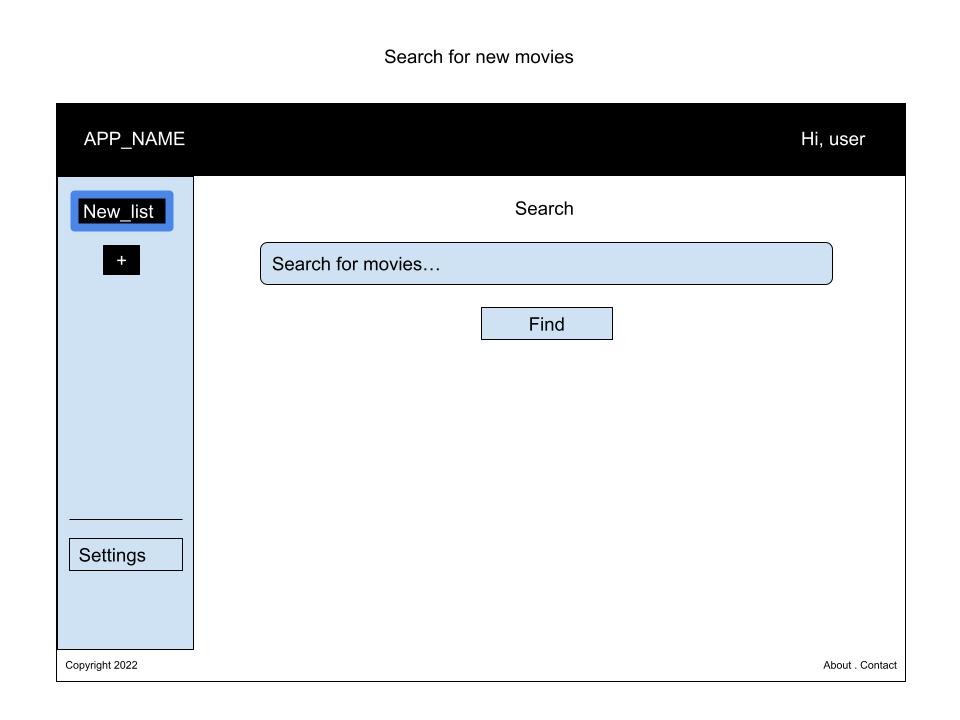 Search for new movies
APP_NAME
Hi, user
New_list
+
Settings
Search
Search for movies…
Find
Copyright 2022
About . Contact